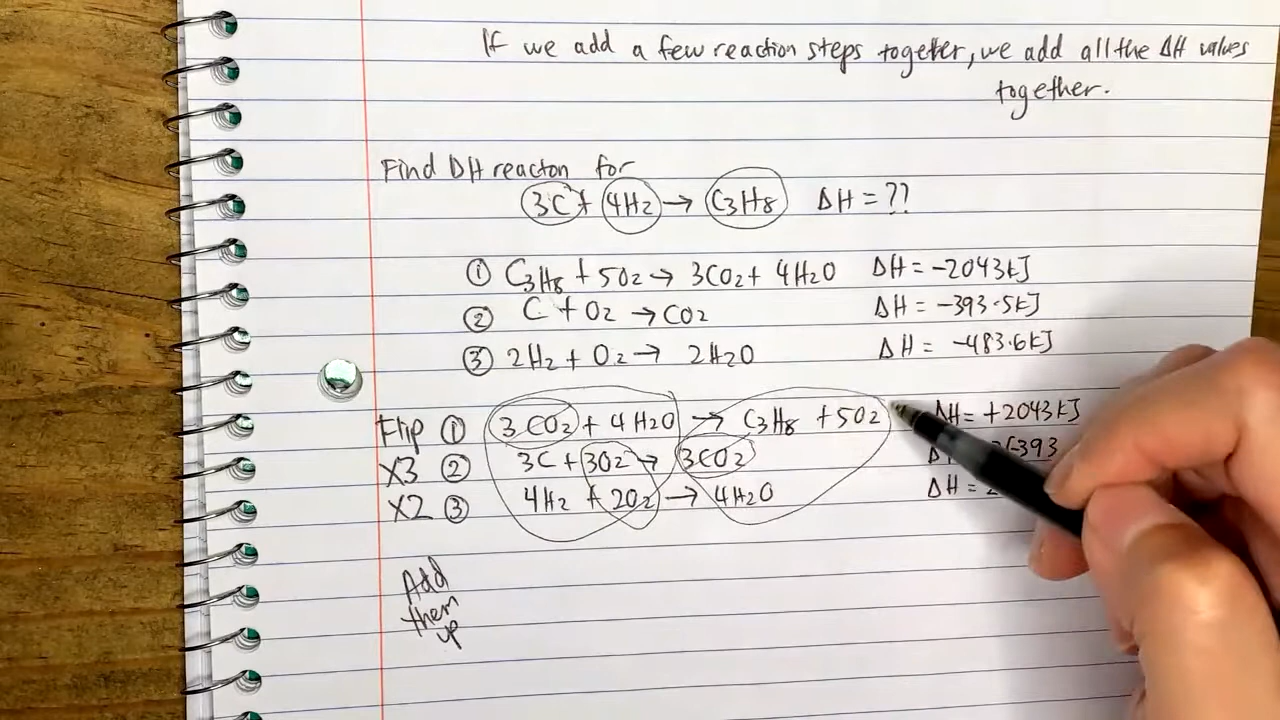 If we add a few reaction steps together, we add all the ΔH values
together.
Find DH reacton for
3C + 4H2 → C3H8 ΔH = ??
① C3H8 + 5O2 → 3CO2 + 4H2O ΔH = -2043kJ
② C + O2 → CO2 ΔH = -393.5kJ
③ 2H2 + O2 → 2H2O ΔH = -483.6kJ
Flip ① 3CO2 + 4H2O → C3H8 + 5O2 ΔH = +2043kJ
X3 ② 3C + 3O2 → 3CO2 (-393
X2 ③ 4H2 + 2O2 → 4H2O ΔH =
Add
them
up